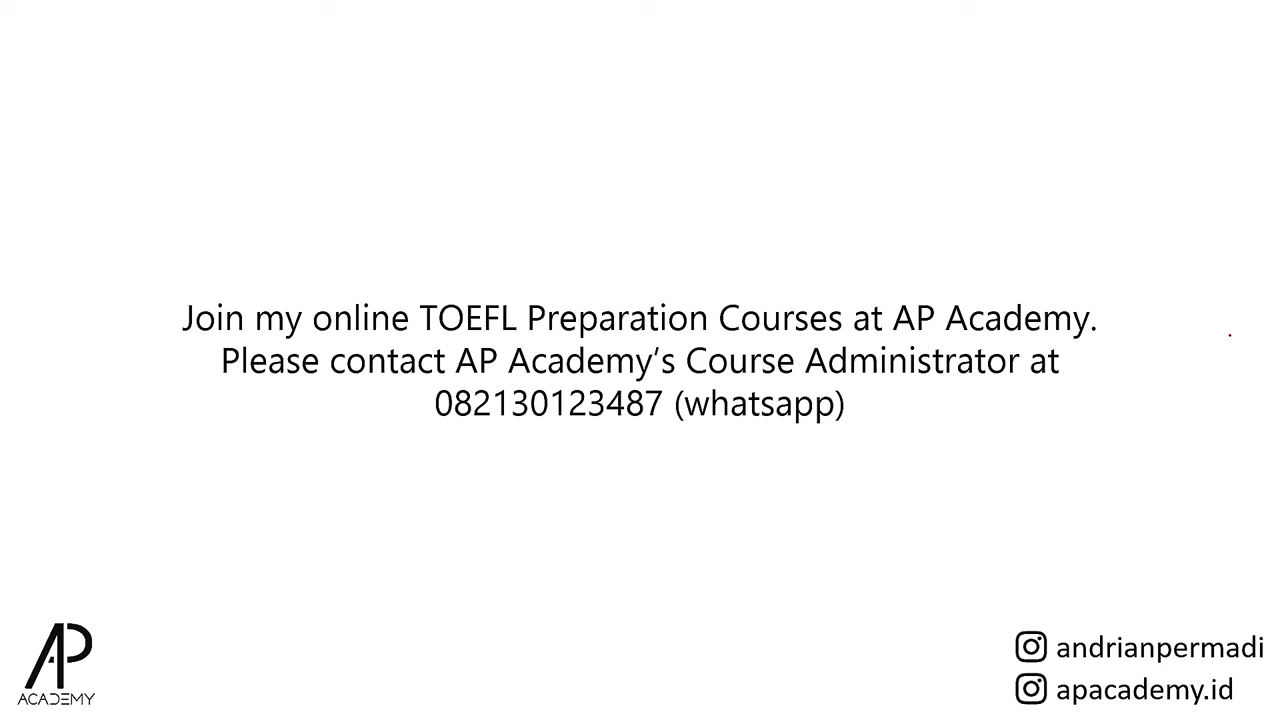 Join my online TOEFL Preparation Courses at AP Academy.
Please contact AP Academy’s Course Administrator at
082130123487 (whatsapp)
AP
ACADEMY
andrianpermadi
apacademy.id